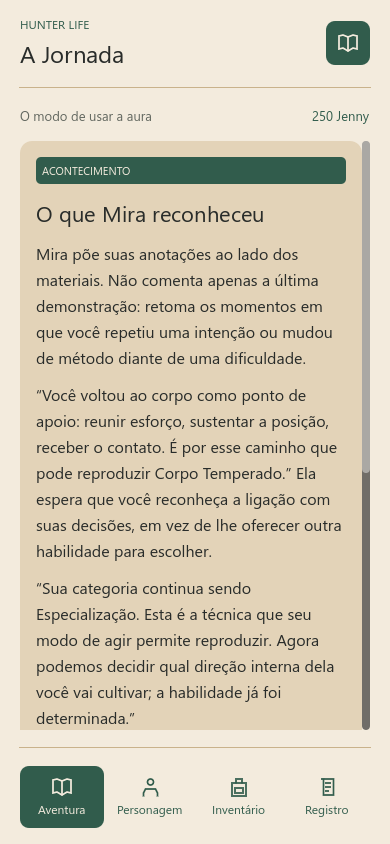 HUNTER LIFE
A Jornada
O modo de usar a aura
250 Jenny
ACONTECIMENTO
O que Mira reconheceu
Mira põe suas anotações ao lado dos
materiais. Não comenta apenas a última
demonstração: retoma os momentos em
que você repetiu uma intenção ou mudou
de método diante de uma dificuldade.
“Você voltou ao corpo como ponto de
apoio: reunir esforço, sustentar a posição,
receber o contato. É por esse caminho que
pode reproduzir Corpo Temperado.” Ela
espera que você reconheça a ligação com
suas decisões, em vez de lhe oferecer outra
habilidade para escolher.
“Sua categoria continua sendo
Especialização. Esta é a técnica que seu
modo de agir permite reproduzir. Agora
podemos decidir qual direção interna dela
você vai cultivar; a habilidade já foi
determinada.”
Aventura
Personagem
Inventário
Registro